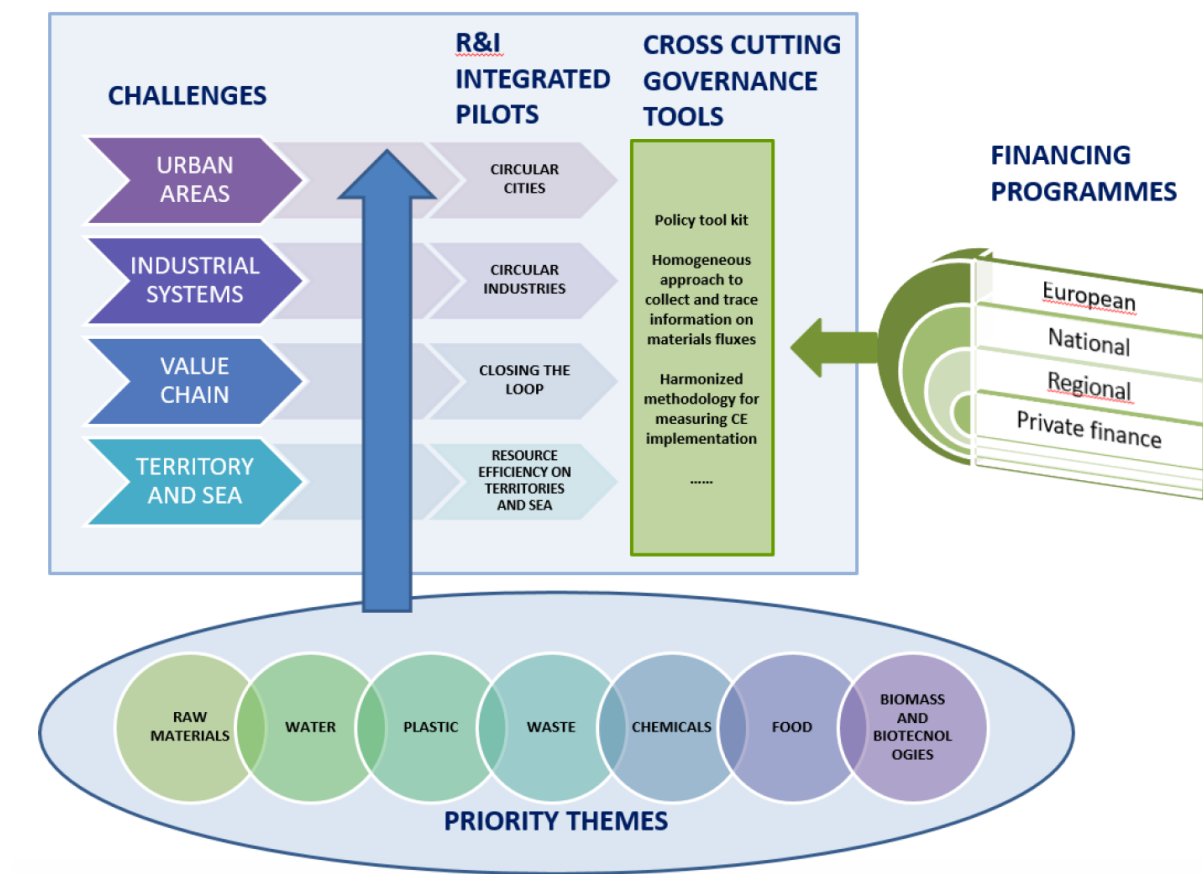 CHALLENGES
R&I
INTEGRATED
PILOTS
CROSS CUTTING
GOVERNANCE
TOOLS
URBAN
AREAS
CIRCULAR
CITIES
INDUSTRIAL
SYSTEMS
CIRCULAR
INDUSTRIES
VALUE
CHAIN
CLOSING THE
LOOP
TERRITORY
AND SEA
RESOURCE
EFFICIENCY ON
TERRITORIES
AND SEA
Policy tool kit
Homogeneous
approach to
collect and trace
information on
materials fluxes
Harmonized
methodology for
measuring CE
implementation
......
FINANCING
PROGRAMMES
European
National
Regional
Private finance
RAW
MATERIALS
WATER
PLASTIC
WASTE
CHEMICALS
FOOD
BIOMASS
AND
BIOTECNOL
OGIES
PRIORITY THEMES